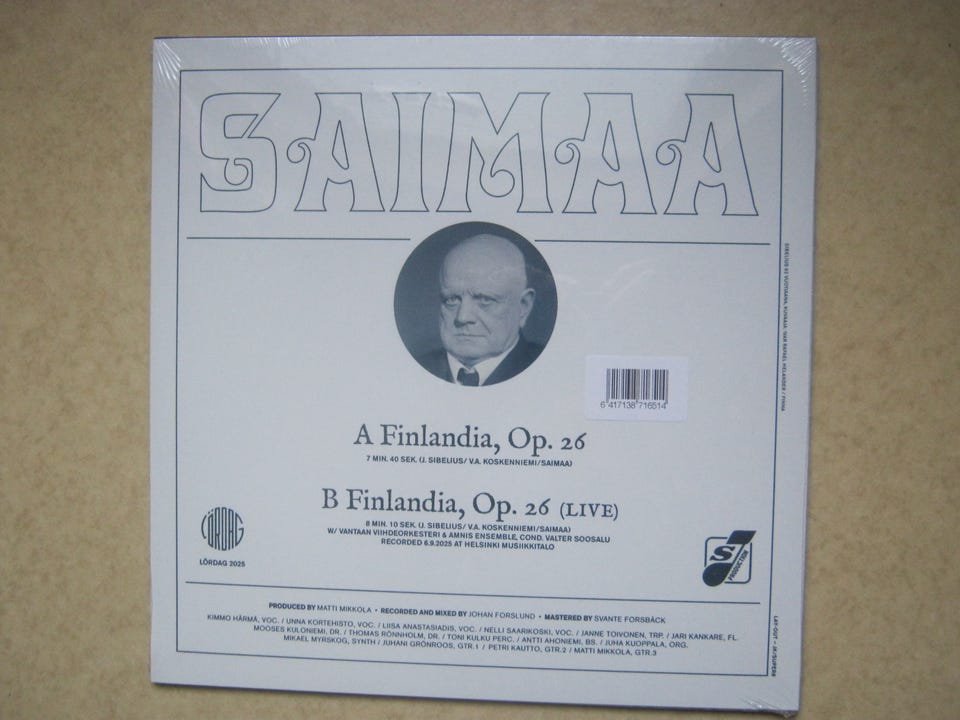 SAIMAA
6 417138 716514
A Finlandia, Op. 26
7 MIN. 40 SEK. (J. SIBELIUS/ V.A. KOSKENNIEMI/SAIMAA)
B Finlandia, Op. 26 (LIVE)
8 MIN. 10 SEK. (J. SIBELIUS/ V.A. KOSKENNIEMI/SAIMAA)
W/ VANTAAN VIIHDEORKESTERI & AMNIS ENSEMBLE, COND. VALTER SOOSALU
RECORDED 6.9.2025 AT HELSINKI MUSIIKKITALO
LÖRDAG
LÖRDAG 2025
S
PRODUCTION
PRODUCED BY MATTI MIKKOLA • RECORDED AND MIXED BY JOHAN FORSLUND • MASTERED BY SVANTE FORSBÄCK
KIMMO HÄRMÄ, VOC. / UNNA KORTEHISTO, VOC. / LIISA ANASTASIADIS, VOC. / NELLI SAARIKOSKI, VOC. / JANNE TOIVONEN, TRP. / JARI KANKARE, FL.
MOOSES KULONIEMI, DR. / THOMAS RÖNNHOLM, DR. / TONI KULKU PERC. / ANTTI AHONIEMI, BS. / JUHA KUOPPALA, ORG.
MIKAEL MYRSKOG, SYNTH / JUHANI GRÖNROOS, GTR.1 / PETRI KAUTTO, GTR.2 / MATTI MIKKOLA, GTR.3